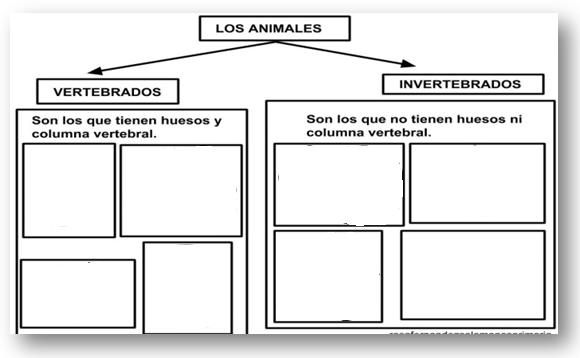 LOS ANIMALES
VERTEBRADOS
INVERTEBRADOS
Son los que tienen huesos y
columna vertebral.
Son los que no tienen huesos ni
columna vertebral.